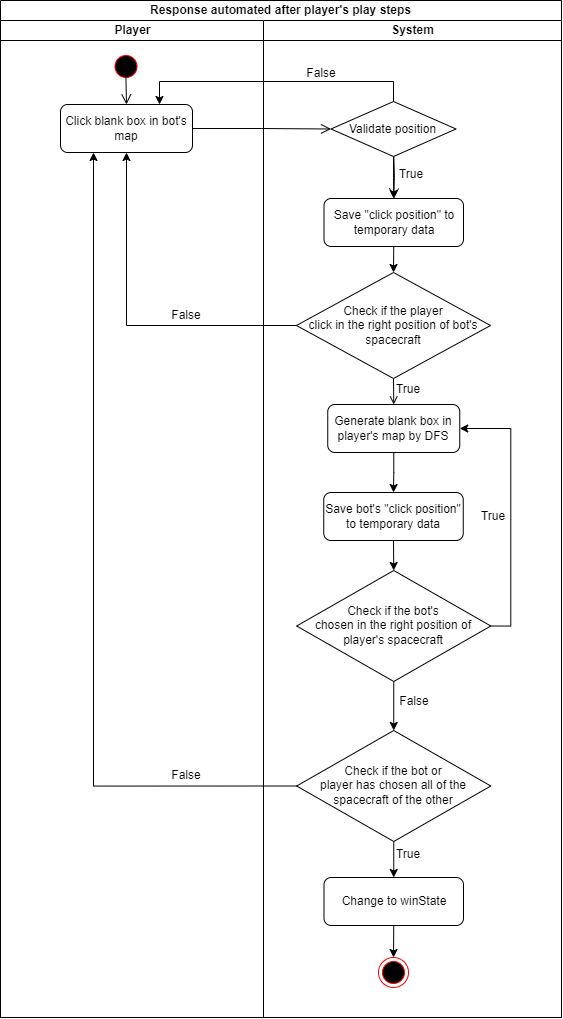 Response automated after player's play steps
Player
System
False
Click blank box in bot's
map
Validate position
True
Save "click position" to
temporary data
Check if the player
click in the right position of bot's
spacecraft
False
True
Generate blank box in
player's map by DFS
Save bot's "click position"
to temporary data
True
Check if the bot's
chosen in the right position of
player's spacecraft
False
Check if the bot or
player has chosen all of the
spacecraft of the other
False
True
Change to winState